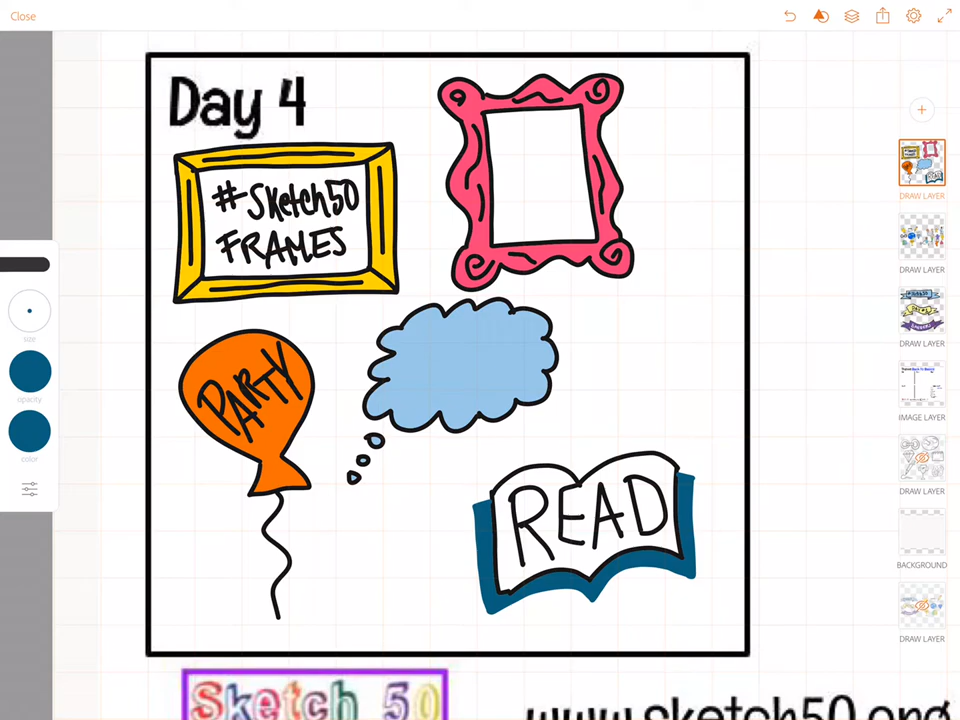 Close
Day 4
#Sketch50
FRAMES
PARTY
READ
size
opacity
color
DRAW LAYER
DRAW LAYER
DRAW LAYER
IMAGE LAYER
DRAW LAYER
BACKGROUND
DRAW LAYER
Sketch 50
www.sketch50.org